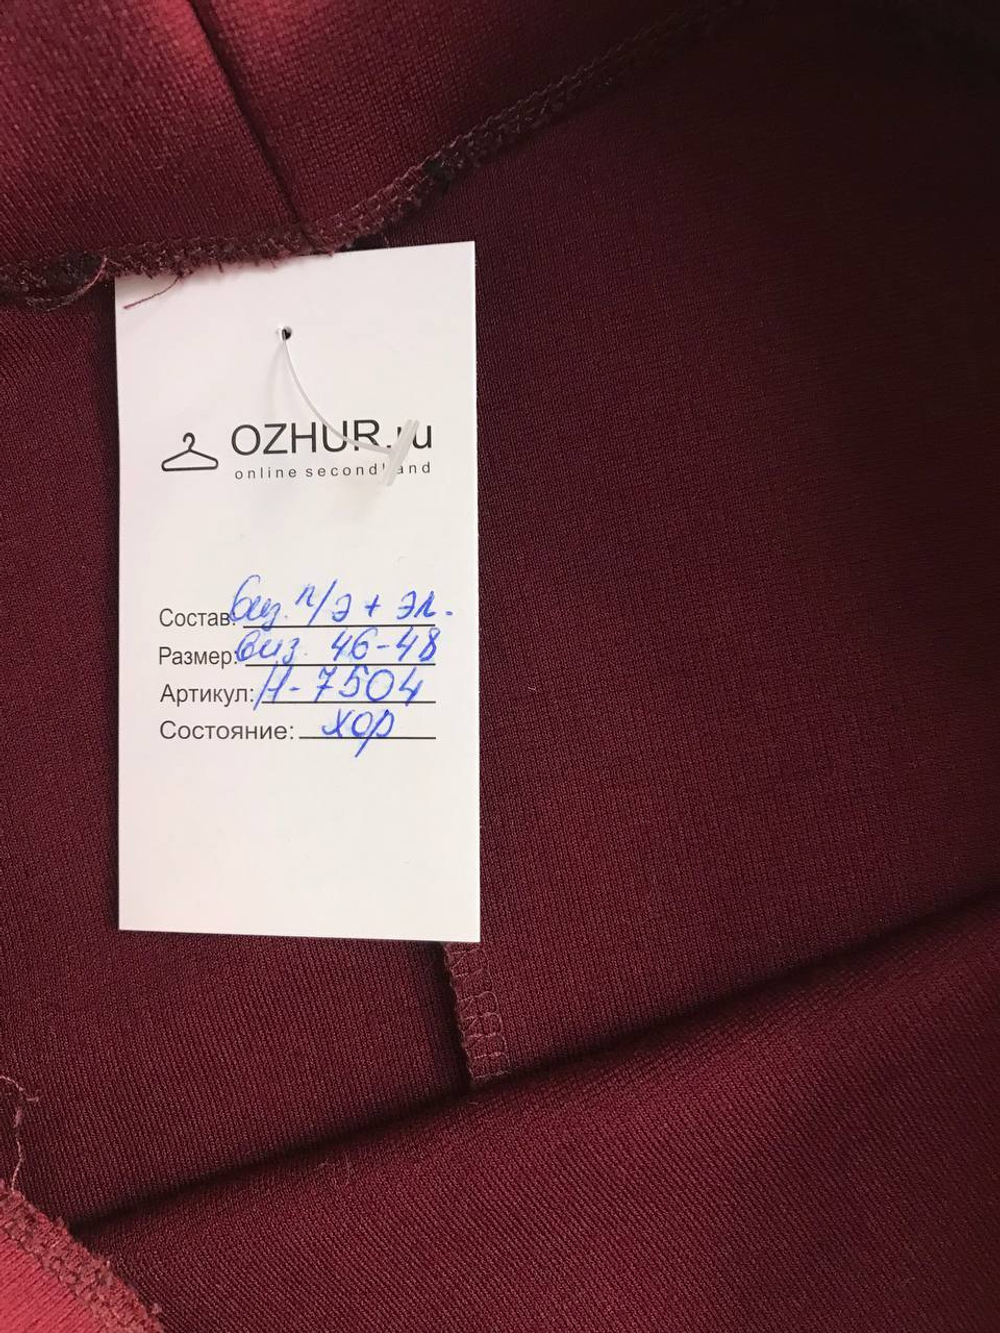 OZHUR.ru
online secondhand
Состав: виз. п/э + эл.
Размер: виз. 46-48
Артикул: Н-7504
Состояние: хор